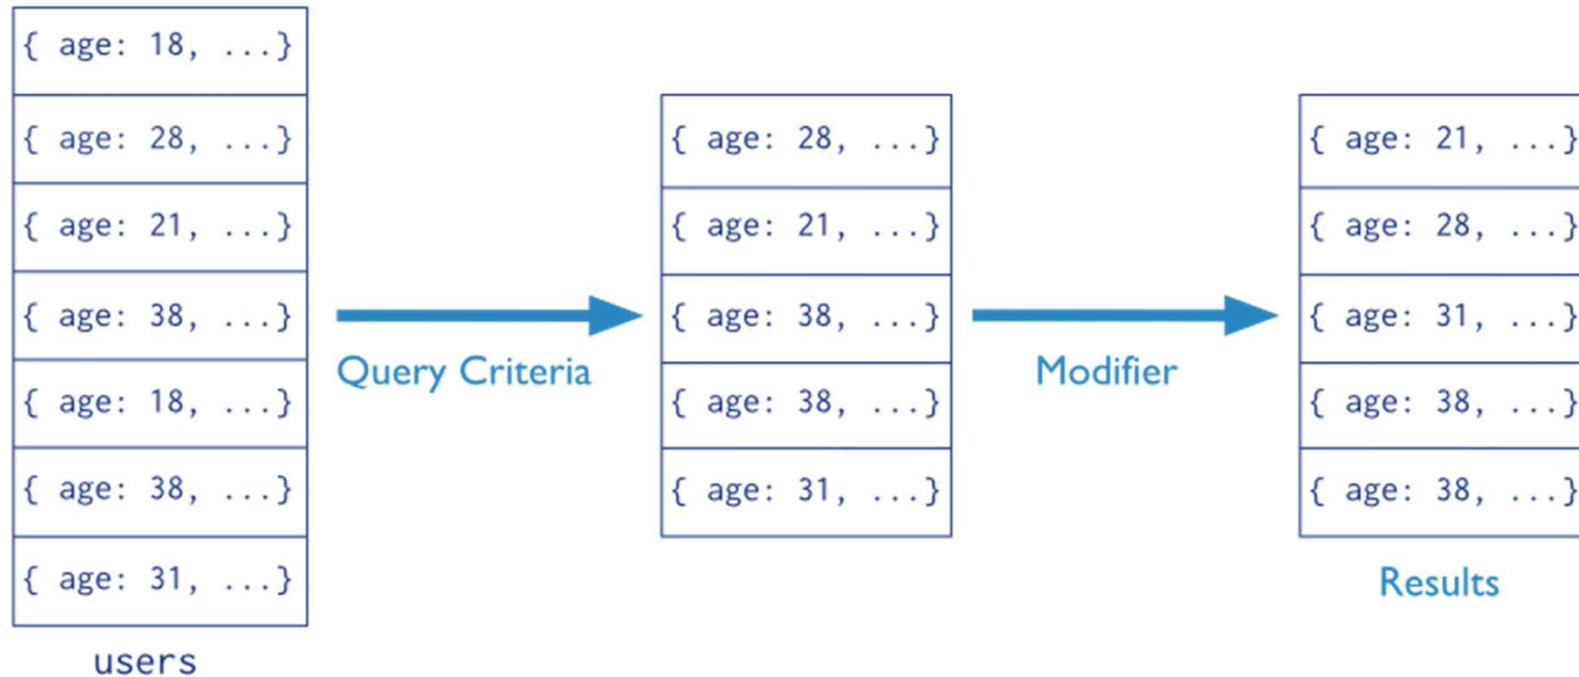 { age: 18, ...}
{ age: 28, ...}
{ age: 21, ...}
{ age: 38, ...}
{ age: 18, ...}
{ age: 38, ...}
{ age: 31, ...}
users
Query Criteria
{ age: 28, ...}
{ age: 21, ...}
{ age: 38, ...}
{ age: 38, ...}
{ age: 31, ...}
Modifier
{ age: 21, ...}
{ age: 28, ...}
{ age: 31, ...}
{ age: 38, ...}
{ age: 38, ...}
Results